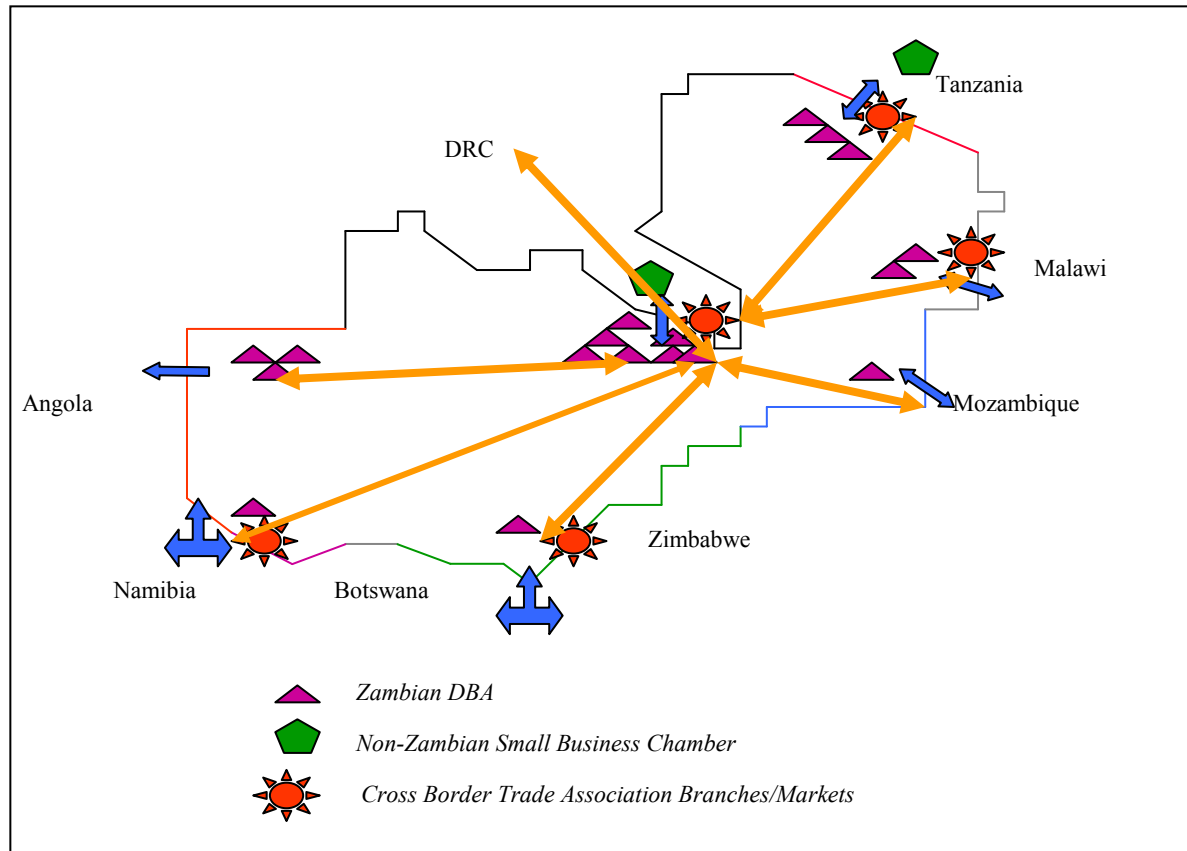 Tanzania
DRC
Malawi
Angola
Mozambique
Zimbabwe
Namibia
Botswana
Zambian DBA
Non-Zambian Small Business Chamber
Cross Border Trade Association Branches/Markets